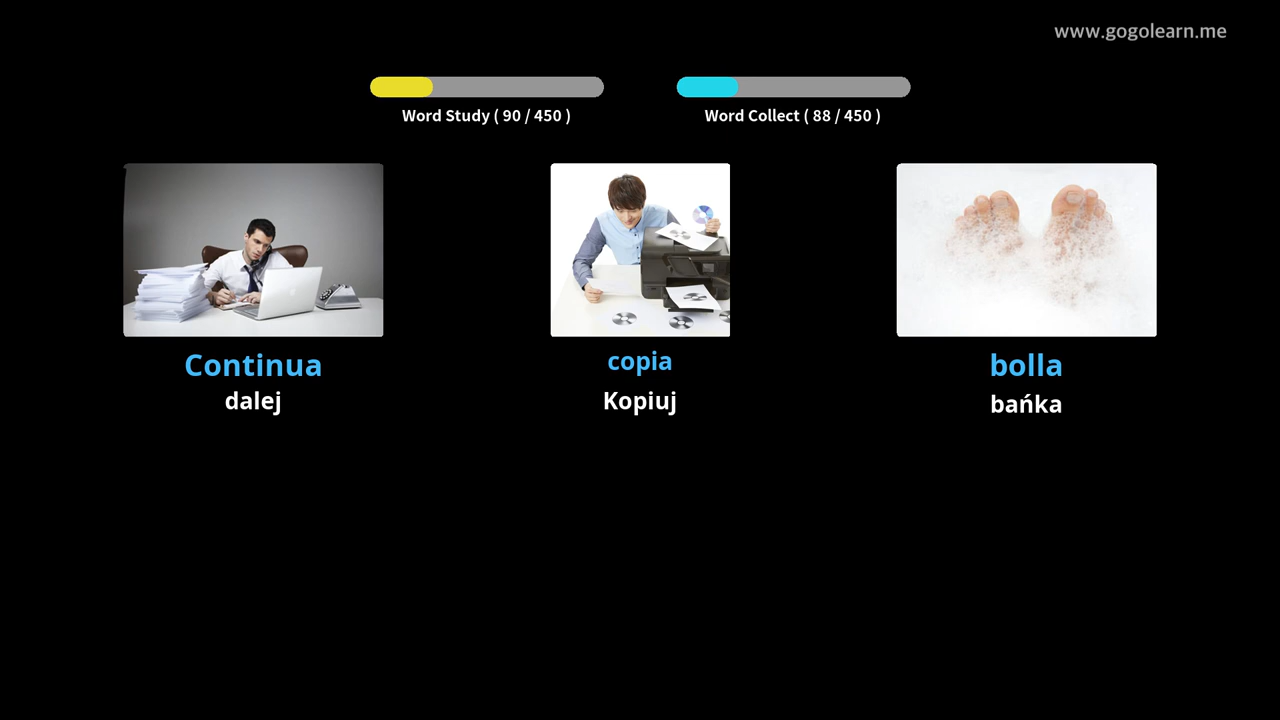 www.gogolearn.me
Word Study ( 90 / 450 )
Word Collect ( 88 / 450 )
Continua
dalej
copia
Kopiuj
bolla
bańka